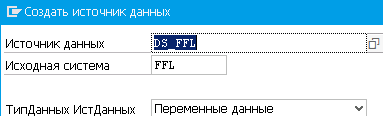 Создать источник данных
Источник данных DS_FFL
Исходная система FFL
ТипДанных ИстДанных Переменные данные